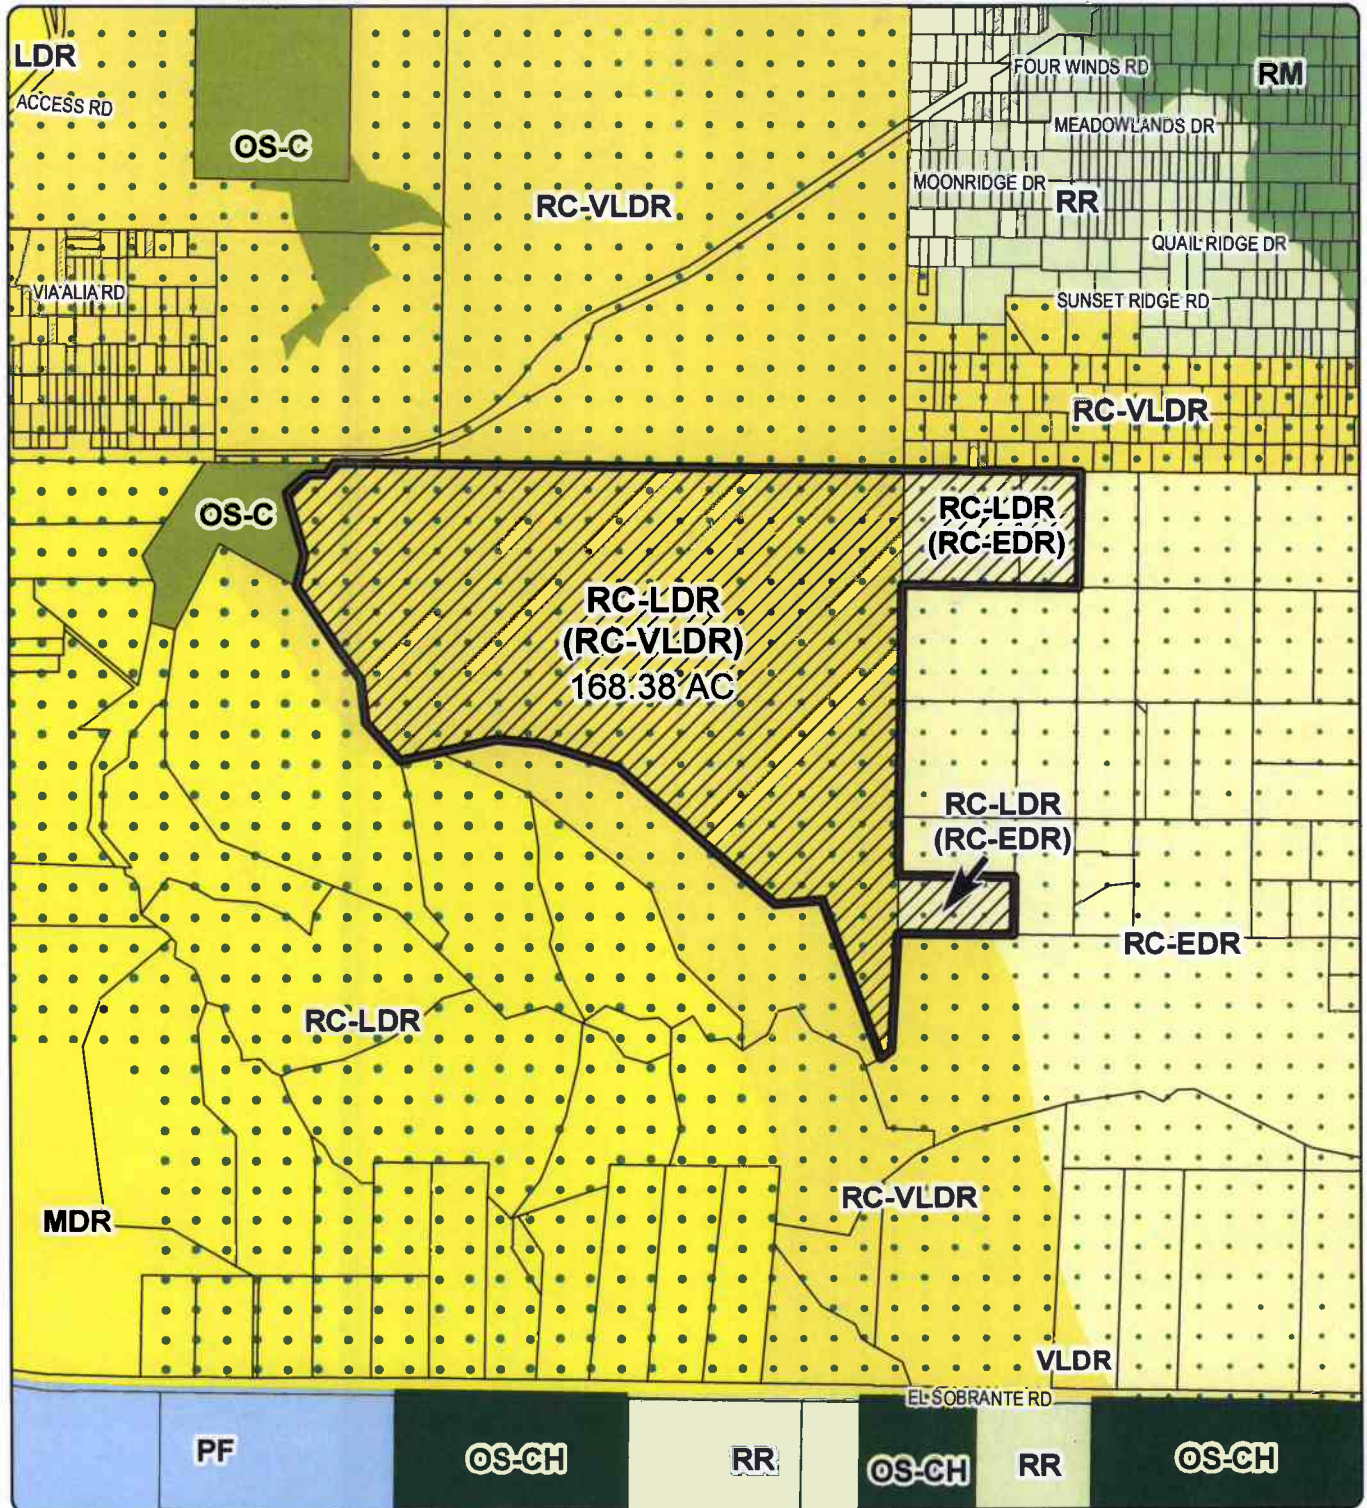 LDR
ACCESS RD
OS-C
RC-VLDR
FOUR WINDS RD
RM
MEADOWLANDS DR
MOONRIDGE DR
RR
QUAIL RIDGE DR
VIA ALIA RD
SUNSET RIDGE RD
RC-VLDR
OS-C
RC-LDR
(RC-EDR)
RC-LDR
(RC-VLDR)
168.38 AC
RC-LDR
(RC-EDR)
RC-EDR
RC-LDR
RC-VLDR
MDR
VLDR
EL SOBRANTE RD
PF
OS-CH
RR
OS-CH
RR
OS-CH